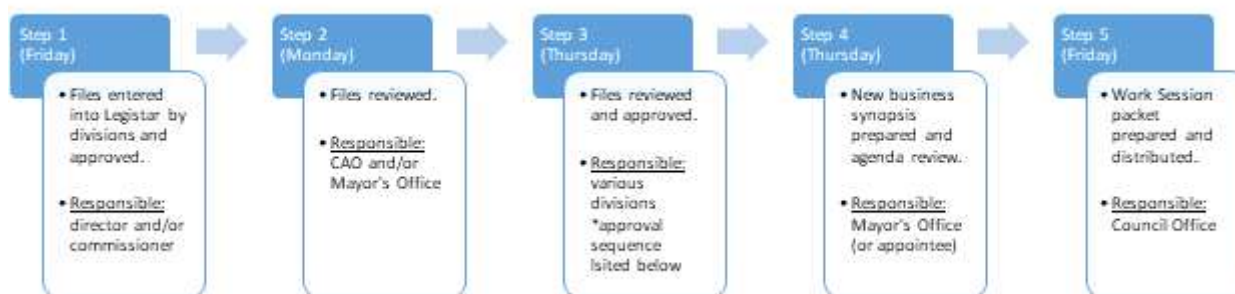 Step 1
(Friday)
• Files entered
into Legistar by
divisions and
approved.
• Responsible:
director and/or
commissioner
Step 2
(Monday)
• Files reviewed.
• Responsible:
CAO and/or
Mayor's Office
Step 3
(Thursday)
• Files reviewed
and approved.
• Responsible:
various
divisions
*approval
sequence
lsited below
Step 4
(Thursday)
• New business
synopsis
prepared and
agenda review.
• Responsible:
Mayor's Office
(or appointee)
Step 5
(Friday)
• Work Session
packet
prepared and
distributed.
• Responsible:
Council Office